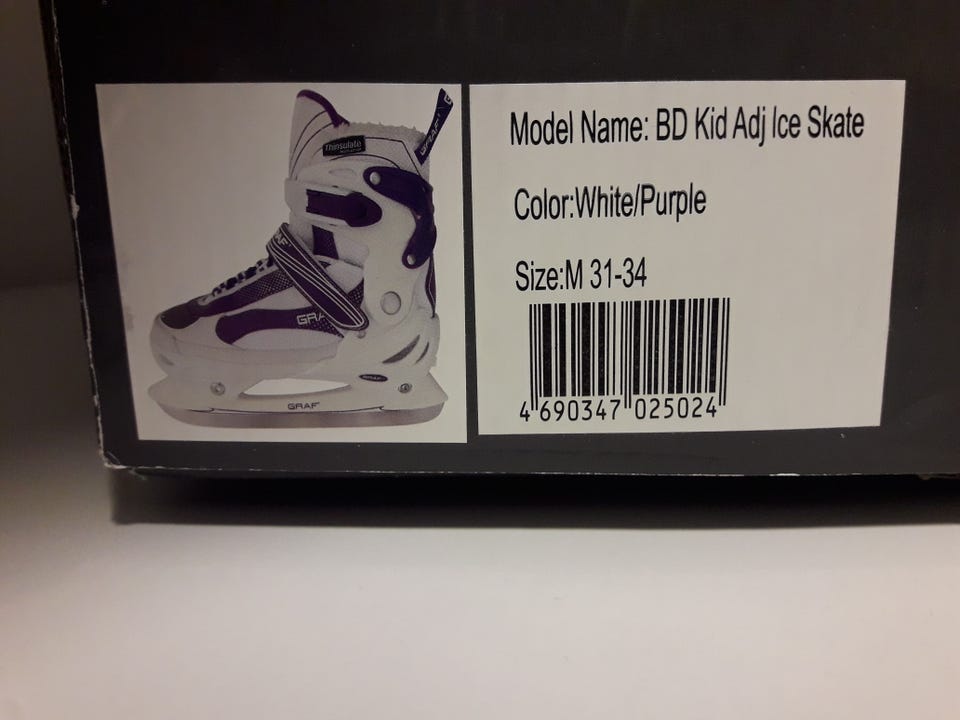 Thinsulate
GRAF
GRAF
GRAF
GRAF
Model Name: BD Kid Adj Ice Skate
Color:White/Purple
Size:M 31-34
4 690347 025024